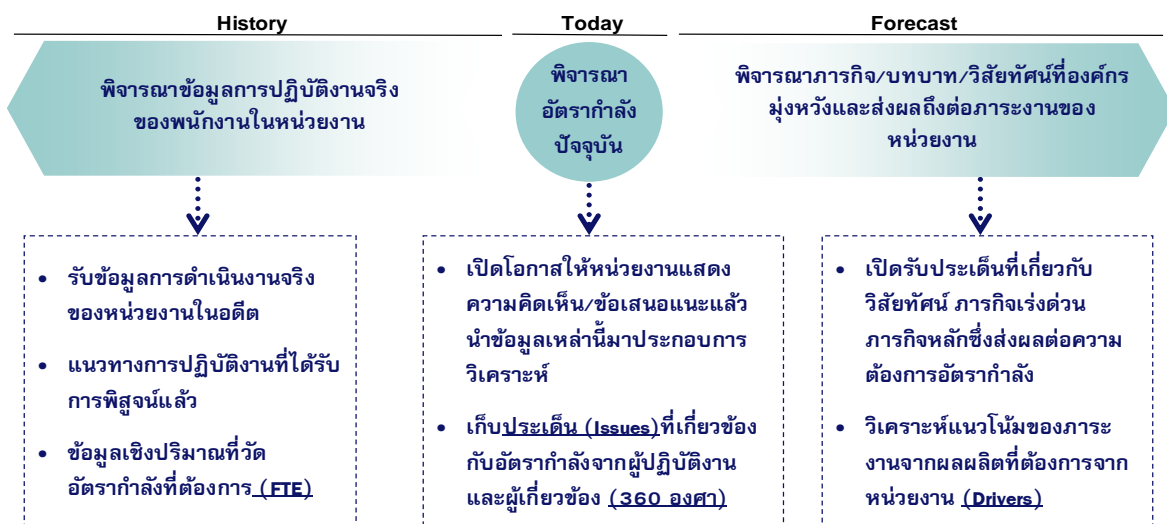 History
Today
Forecast
พิจารณาข้อมูลการปฏิบัติงานจริง
ของพนักงานในหน่วยงาน
พิจารณา
อัตรากำลัง
ปัจจุบัน
พิจารณาภารกิจ/บทบาท/วิสัยทัศน์ที่องค์กร
มุ่งหวังและส่งผลถึงต่อภาระงานของ
หน่วยงาน
• รับข้อมูลการดำเนินงานจริง
ของหน่วยงานในอดีต
• แนวทางการปฏิบัติงานที่ได้รับ
การพิสูจน์แล้ว
• ข้อมูลเชิงปริมาณที่วัด
อัตรากำลังที่ต้องการ (FTE)
• เปิดโอกาสให้หน่วยงานแสดง
ความคิดเห็น/ข้อเสนอแนะแล้ว
นำข้อมูลเหล่านี้มาประกอบการ
วิเคราะห์
• เก็บประเด็น (Issues)ที่เกี่ยวข้อง
กับอัตรากำลังจากผู้ปฏิบัติงาน
และผู้เกี่ยวข้อง (360 องศา)
• เปิดรับประเด็นที่เกี่ยวกับ
วิสัยทัศน์ ภารกิจเร่งด่วน
ภารกิจหลักซึ่งส่งผลต่อความ
ต้องการอัตรากำลัง
• วิเคราะห์แนวโน้มของภาระ
งานจากผลผลิตที่ต้องการจาก
หน่วยงาน (Drivers)